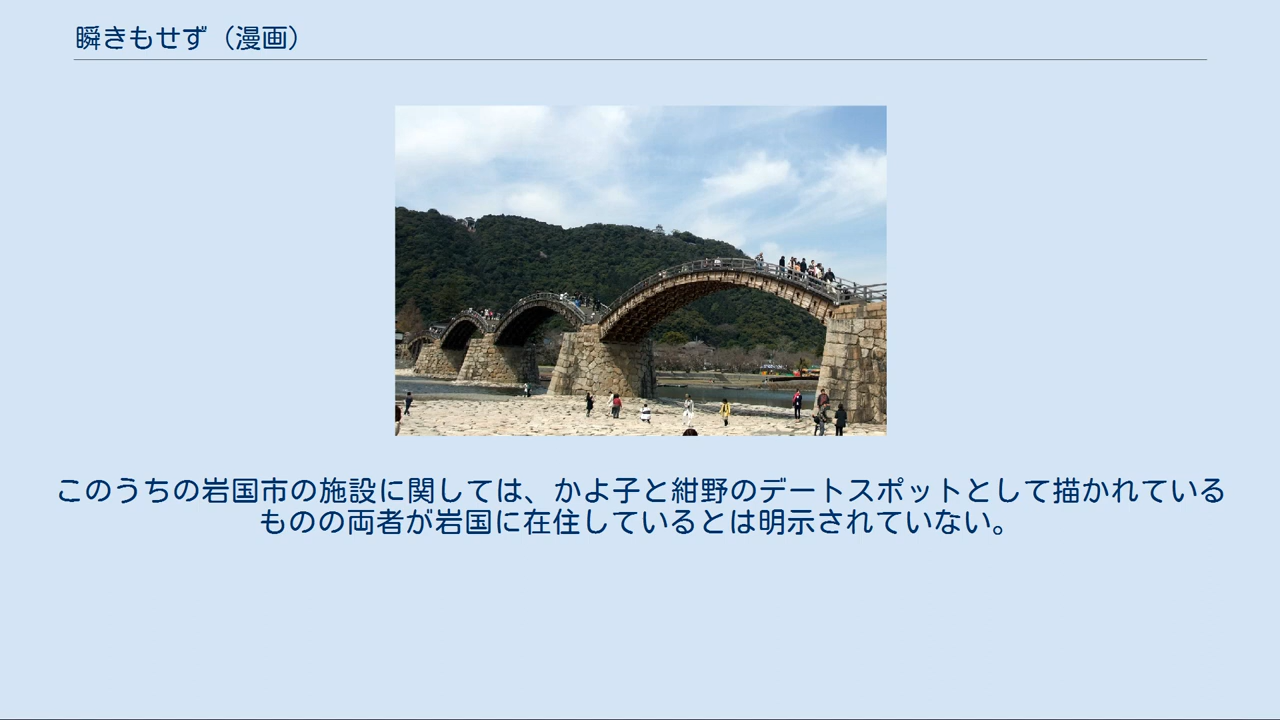 瞬きもせず（漫画）
このうちの岩国市の施設に関しては、かよ子と紺野のデートスポットとして描かれている
ものの両者が岩国に在住しているとは明示されていない。